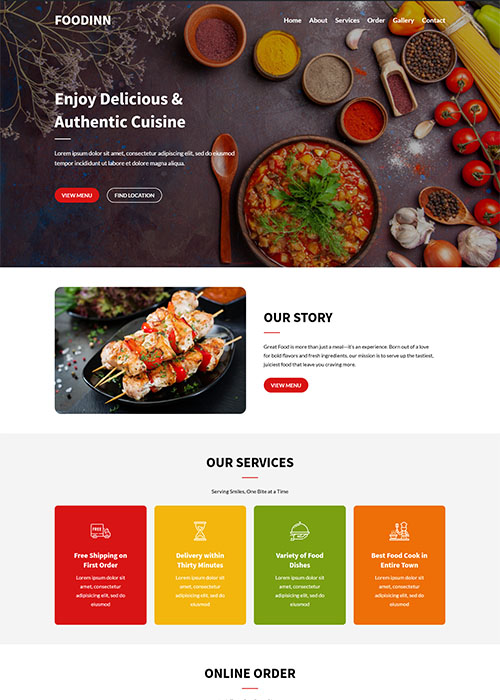 FOODINN
Home About Services Order Gallery Contact
Enjoy Delicious &
Authentic Cuisine
Lorem ipsum dolor sit amet, consectetur adipiscing elit, sed do eiusmod
tempor incididunt ut labore et dolore magna aliqua.
VIEW MENU FIND LOCATION
OUR STORY
Great Food is more than just a meal—it's an experience. Born out of a love
for bold flavors and fresh ingredients, our mission is to serve up the tastiest,
juiciest food that leave you craving more.
VIEW MENU
OUR SERVICES
Serving Smiles, One Bite at a Time
FREE
Free Shipping on
First Order
Lorem ipsum dolor sit
amet, consectetur
adipisicing elit, sed do
eiusmod
Delivery within
Thirty Minutes
Lorem ipsum dolor sit
amet, consectetur
adipisicing elit, sed do
eiusmod
Variety of Food
Dishes
Lorem ipsum dolor sit
amet, consectetur
adipisicing elit, sed do
eiusmod
Best Food Cook in
Entire Town
Lorem ipsum dolor sit
amet, consectetur
adipisicing elit, sed do
eiusmod
ONLINE ORDER